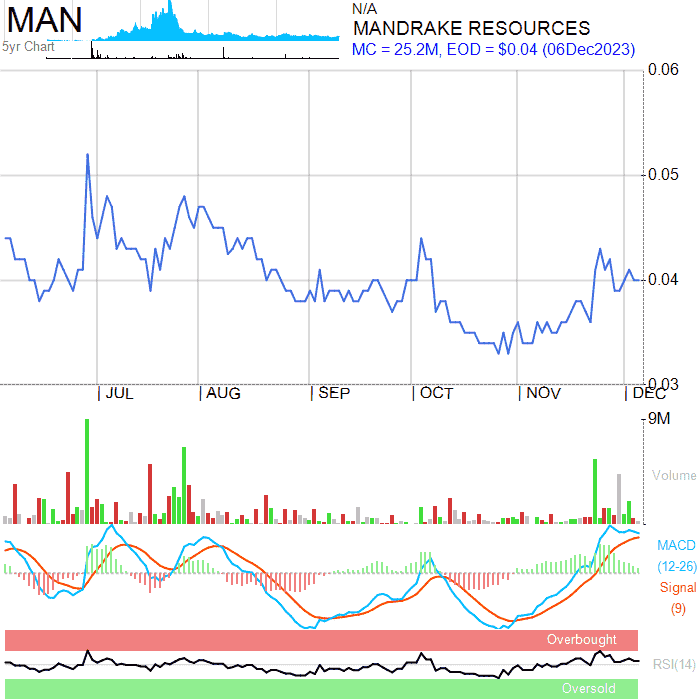 MAN
5yr Chart
N/A
MANDRAKE RESOURCES
MC = 25.2M, EOD = $0.04 (06Dec2023)
0.06
0.05
0.04
0.03
JUL
AUG
SEP
OCT
NOV
DEC
9M
Volume
MACD
(12-26)
Signal
(9)
Overbought
RSI(14)
Oversold